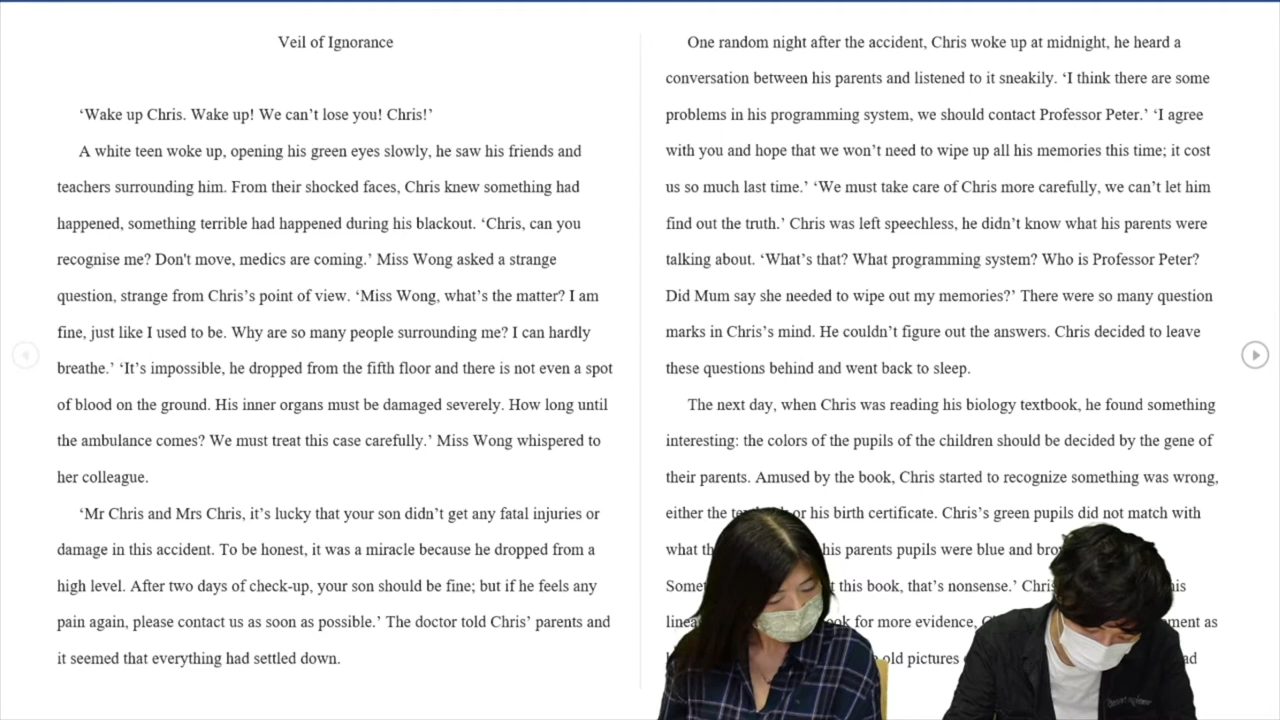 Veil of Ignorance
‘Wake up Chris. Wake up! We can’t lose you! Chris!’
A white teen woke up, opening his green eyes slowly, he saw his friends and
teachers surrounding him. From their shocked faces, Chris knew something had
happened, something terrible had happened during his blackout. ‘Chris, can you
recognise me? Don't move, medics are coming.’ Miss Wong asked a strange
question, strange from Chris’s point of view. ‘Miss Wong, what’s the matter? I am
fine, just like I used to be. Why are so many people surrounding me? I can hardly
breathe.’ ‘It’s impossible, he dropped from the fifth floor and there is not even a spot
of blood on the ground. His inner organs must be damaged severely. How long until
the ambulance comes? We must treat this case carefully.’ Miss Wong whispered to
her colleague.
‘Mr Chris and Mrs Chris, it’s lucky that your son didn’t get any fatal injuries or
damage in this accident. To be honest, it was a miracle because he dropped from a
high level. After two days of check-up, your son should be fine; but if he feels any
pain again, please contact us as soon as possible.’ The doctor told Chris’ parents and
it seemed that everything had settled down.
One random night after the accident, Chris woke up at midnight, he heard a
conversation between his parents and listened to it sneakily. ‘I think there are some
problems in his programming system, we should contact Professor Peter.’ ‘I agree
with you and hope that we won’t need to wipe up all his memories this time; it cost
us so much last time.’ ‘We must take care of Chris more carefully, we can’t let him
find out the truth.’ Chris was left speechless, he didn’t know what his parents were
talking about. ‘What’s that? What programming system? Who is Professor Peter?
Did Mum say she needed to wipe out my memories?’ There were so many question
marks in Chris’s mind. He couldn’t figure out the answers. Chris decided to leave
these questions behind and went back to sleep.
The next day, when Chris was reading his biology textbook, he found something
interesting: the colors of the pupils of the children should be decided by the gene of
their parents. Amused by the book, Chris started to recognize something was wrong,
either the or his birth certificate. Chris’s green pupils did not match with
what his parents pupils were blue and
this book, that’s nonsense.’
for more evidence, as
old pictures